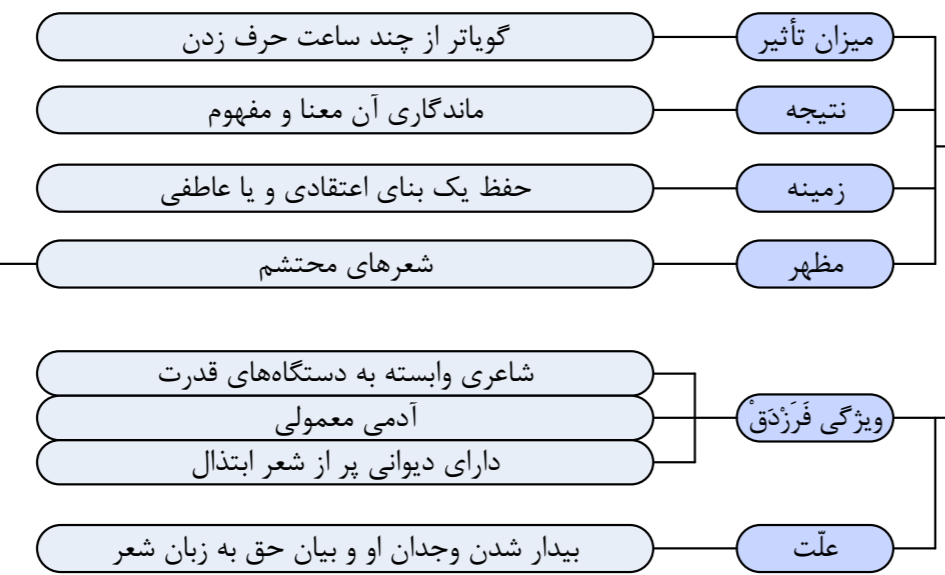 میزان تأثیر
گویاتر از چند ساعت حرف زدن
نتیجه
ماندگاری آن معنا و مفهوم
زمینه
حفظ یک بنای اعتقادی و یا عاطفی
مظهر
شعرهای محتشم
ویژگی فَرَزْدَقْ
شاعری وابسته به دستگاه‌های قدرت
آدمی معمولی
دارای دیوانی پر از شعر ابتذال
علّت
بیدار شدن وجدان او و بیان حق به زبان شعر